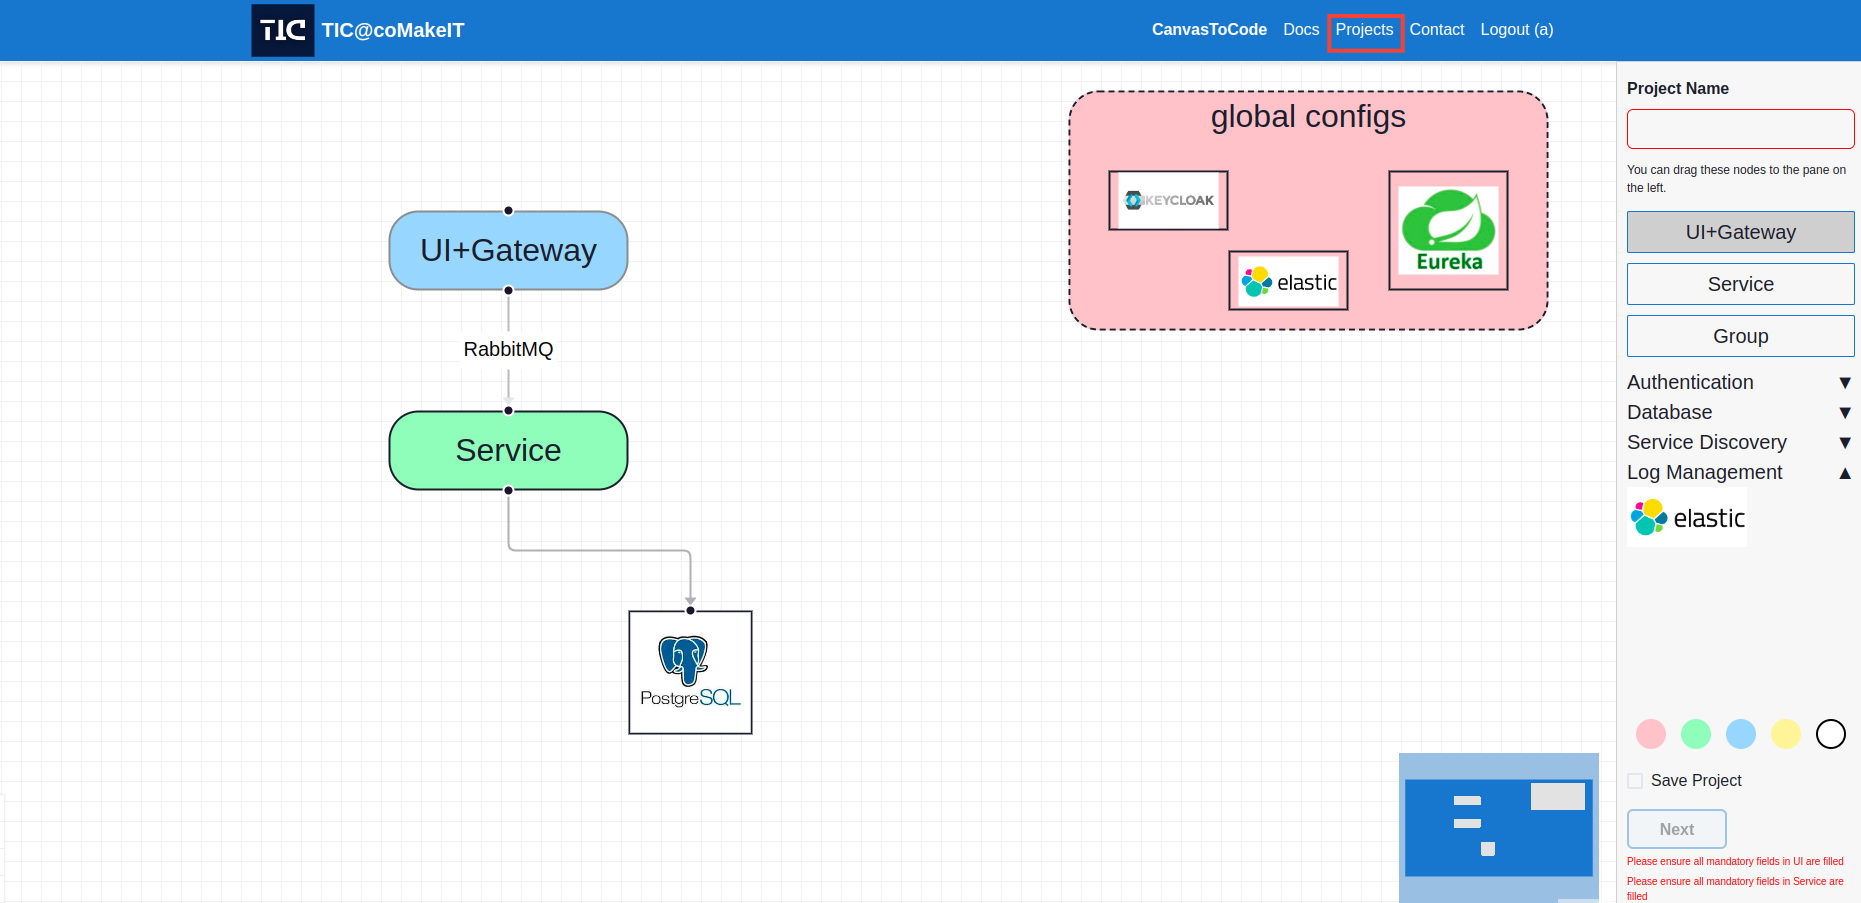 TIC TIC@coMakeIT
CanvasToCode Docs Projects Contact Logout (a)
global configs
KEYCLOAK
elastic
Eureka
UI+Gateway
RabbitMQ
Service
PostgreSQL
Project Name
You can drag these nodes to the pane on
the left.
UI+Gateway
Service
Group
Authentication ▼
Database ▼
Service Discovery ▼
Log Management ▲
elastic
Save Project
Next
Please ensure all mandatory fields in UI are filled
Please ensure all mandatory fields in Service are
filled